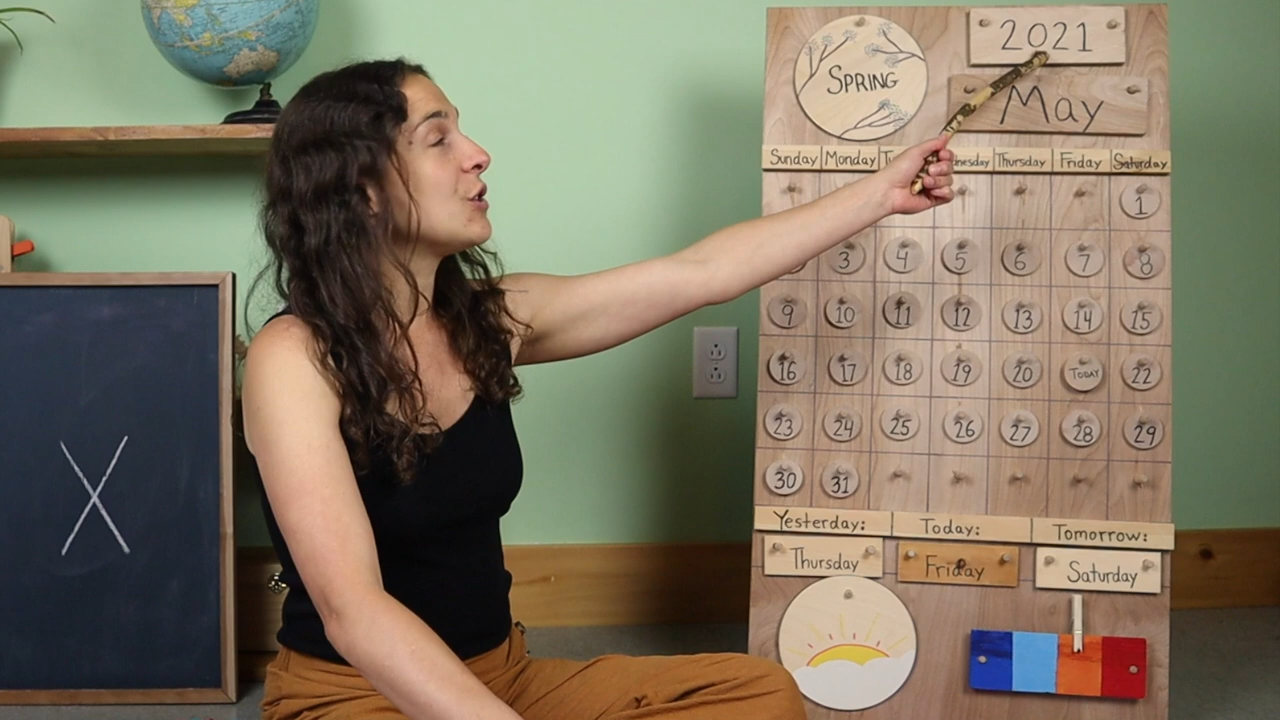 2021
SPRING
May
Sunday Monday Thursday Friday Saturday
1
3 4 5 6 7 8
9 10 11 12 13 14 15
16 17 18 19 20 TODAY 22
23 24 25 26 27 28 29
30 31
Yesterday: Today: Tomorrow:
Thursday Friday Saturday
X